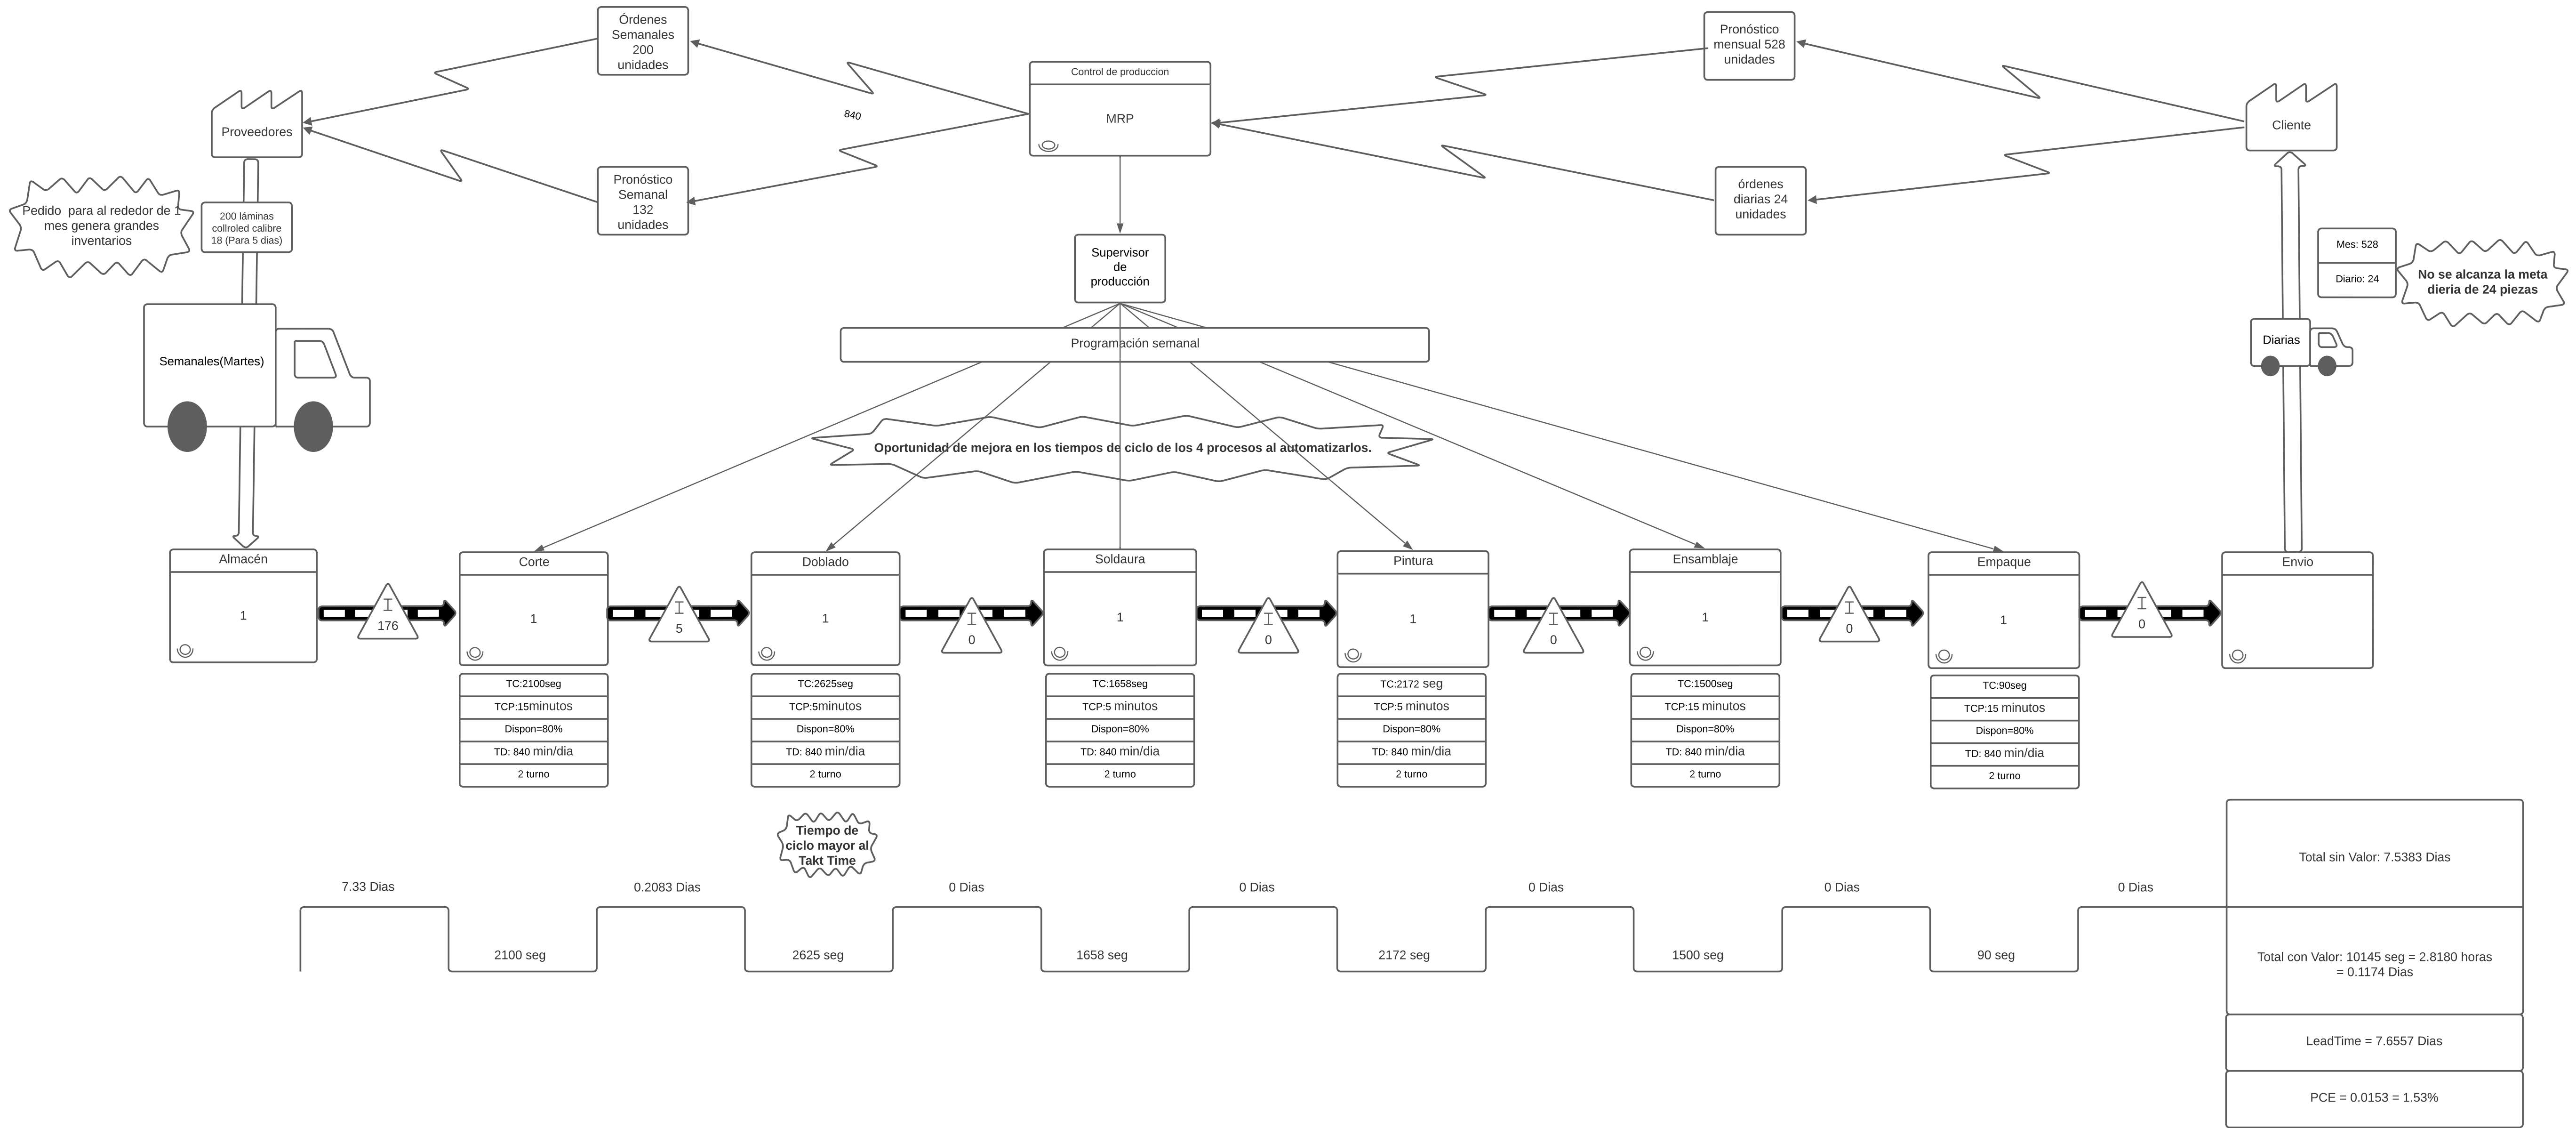 Órdenes
Semanales
200
unidades
Pronóstico
mensual 528
unidades
Control de produccion
MRP
840
Proveedores
Cliente
Pronóstico
Semanal
132
unidades
órdenes
diarias 24
unidades
Pedido para al rededor de 1
mes genera grandes
inventarios
200 láminas
collroled calibre
18 (Para 5 dias)
Supervisor
de
producción
Mes: 528
Diario: 24
No se alcanza la meta
dieria de 24 piezas
Semanales(Martes)
Programación semanal
Diarias
Oportunidad de mejora en los tiempos de ciclo de los 4 procesos al automatizarlos.
Almacén
1
I
176
Corte
1
I
5
Doblado
1
I
0
Soldaura
1
I
0
Pintura
1
I
0
Ensamblaje
1
I
0
Empaque
1
I
0
Envio
TC:2100seg
TCP:15minutos
Dispon=80%
TD: 840 min/dia
2 turno
TC:2625seg
TCP:5minutos
Dispon=80%
TD: 840 min/dia
2 turno
TC:1658seg
TCP:5 minutos
Dispon=80%
TD: 840 min/dia
2 turno
TC:2172 seg
TCP:5 minutos
Dispon=80%
TD: 840 min/dia
2 turno
TC:1500seg
TCP:15 minutos
Dispon=80%
TD: 840 min/dia
2 turno
TC:90seg
TCP:15 minutos
Dispon=80%
TD: 840 min/dia
2 turno
Tiempo de
ciclo mayor al
Takt Time
7.33 Dias
0.2083 Dias
0 Dias
0 Dias
0 Dias
0 Dias
0 Dias
2100 seg
2625 seg
1658 seg
2172 seg
1500 seg
90 seg
Total sin Valor: 7.5383 Dias
Total con Valor: 10145 seg = 2.8180 horas
= 0.1174 Dias
LeadTime = 7.6557 Dias
PCE = 0.0153 = 1.53%